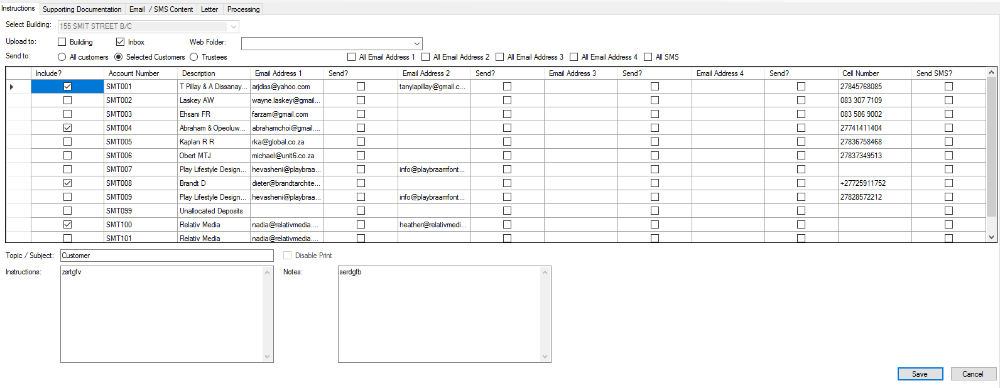 Instructions Supporting Documentation Email / SMS Content Letter Processing
Select Building: 155 SMIT STREET B/C
Upload to: Building Inbox Web Folder:
Send to: All customers Selected Customers Trustees All Email Address 1 All Email Address 2 All Email Address 3 All Email Address 4 All SMS
Include? Account Number Description Email Address 1 Send? Email Address 2 Send? Email Address 3 Send? Email Address 4 Send? Cell Number Send SMS?
SMT001 T Pillay & A Dissanay... arjdiss@yahoo.com tanyiapillay@gmail.c... 27845768085
SMT002 Laskey AW wayne.laskey@gmail... 083 307 7109
SMT003 Ehsani FR farzam@gmail.com 083 586 9002
SMT004 Abraham & Opeoluw... abrahamchoi@gmail.... 27741411404
SMT005 Kaplan R R rka@global.co.za 27836758468
SMT006 Obert MTJ michael@unit6.co.za 27837349513
SMT007 Play Lifestyle Design... hevasheni@playbraa... info@playbraamfont...
SMT008 Brandt D dieter@brandtarchite... +27725911752
SMT009 Play Lifestyle Design... hevasheni@playbraa... info@playbraamfont... 27828572212
SMT099 Unallocated Deposits
SMT100 Relativ Media nadia@relativmedia.... heather@relativmedi...
SMT101 Relativ Media nadia@relativmedia....
Topic / Subject: Customer Disable Print
Instructions: zsrtgfv Notes: serdgfb
Save Cancel